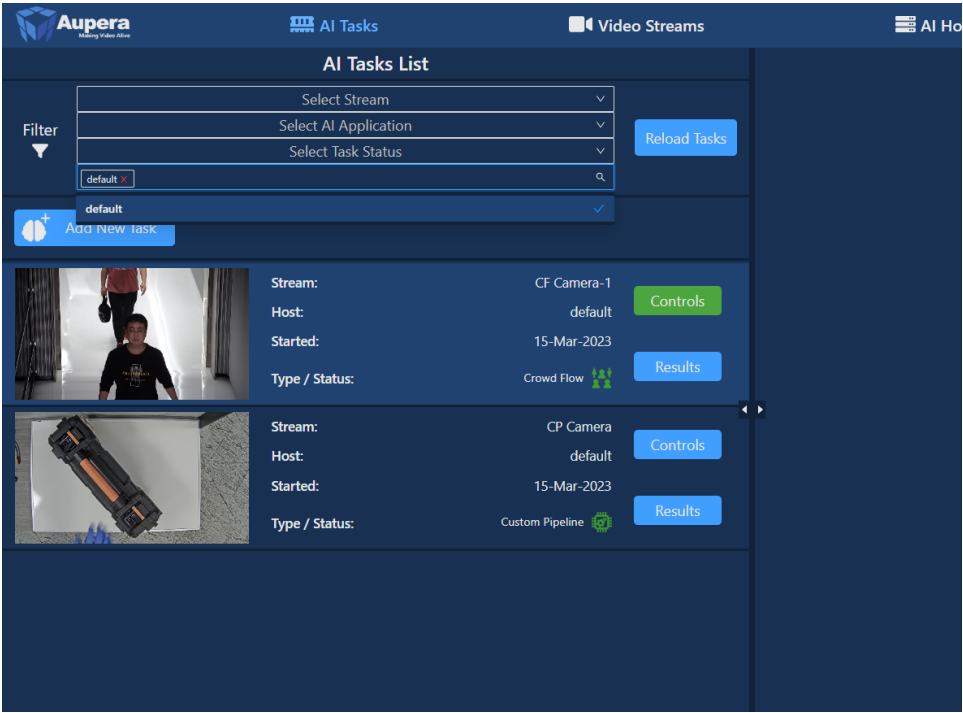 Aupera
Making Video Alive
AI Tasks
Video Streams
AI Ho
AI Tasks List
Filter
Select Stream
Select AI Application
Select Task Status
default
Reload Tasks
default
Add New Task
Stream:
CF Camera-1
Host:
default
Started:
15-Mar-2023
Type / Status:
Crowd Flow
Controls
Results
Stream:
CP Camera
Host:
default
Started:
15-Mar-2023
Type / Status:
Custom Pipeline
Controls
Results